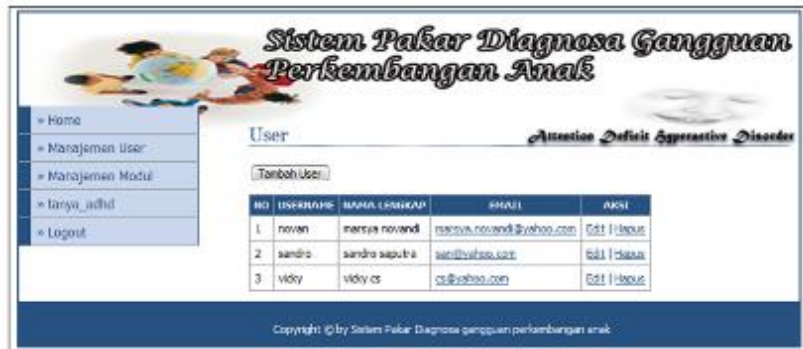 Sistem Pakar Diagnosa Gangguan
Perkembangan Anak
» Home
» Manajemen User
» Manajemen Modul
» tanya_adhd
» Logout
User
Attention Deficit Hyperactive Disorder
Tambah User
NO USERNAME NAMA LENGKAP EMAIL AKSI
1 novan marsya novandi marsya.novandi@yahoo.com Edit | Hapus
2 sandro sandro saputra san@yahoo.com Edit | Hapus
3 vicky vicky cs cs@yahoo.com Edit | Hapus
Copyright © by Sistem Pakar Diagnosa gangguan perkembangan anak